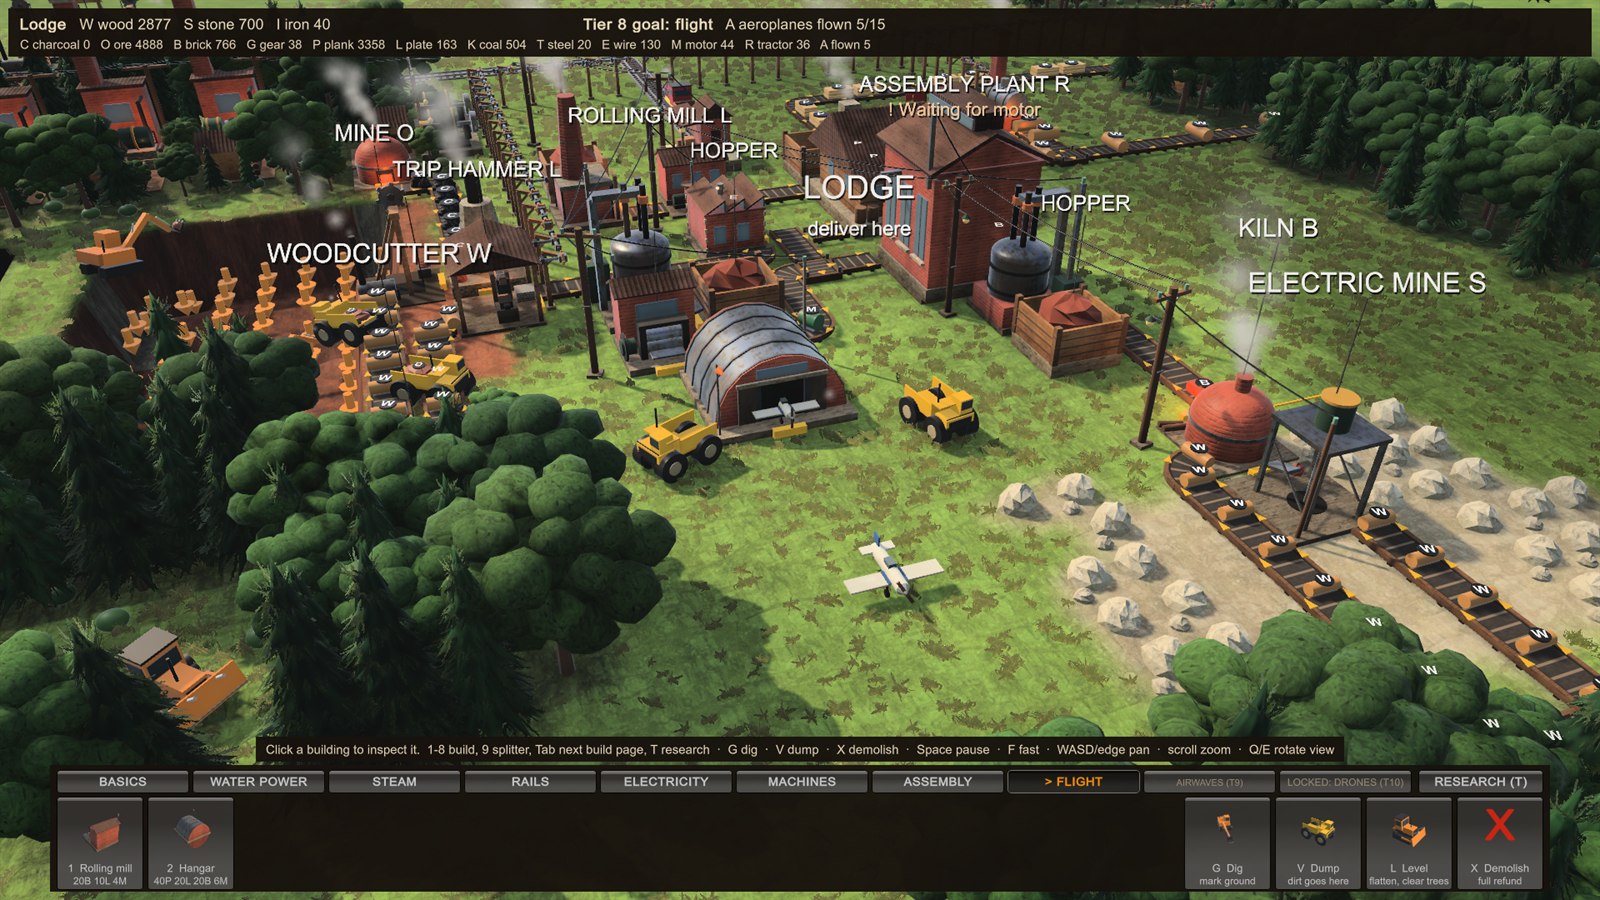 Lodge W wood 2877 S stone 700 I iron 40
Tier 8 goal: flight A aeroplanes flown 5/15
C charcoal 0 O ore 4888 B brick 766 G gear 38 P plank 3358 L plate 163 K coal 504 T steel 20 E wire 130 M motor 44 R tractor 36 A flown 5
ASSEMBLY PLANT R
! Waiting for motor
ROLLING MILL L
MINE O
HOPPER
TRIP HAMMER L
LODGE
deliver here
HOPPER
KILN B
WOODCUTTER W
ELECTRIC MINE S
Click a building to inspect it. 1-8 build, 9 splitter, Tab next build page, T research · G dig · V dump · X demolish · Space pause · F fast · WASD/edge pan · scroll zoom · Q/E rotate view
BASICS
WATER POWER
STEAM
RAILS
ELECTRICITY
MACHINES
ASSEMBLY
> FLIGHT
AIRWAVES (T9)
LOCKED: DRONES (T10)
RESEARCH (T)
1 Rolling mill
20B 10L 4M
2 Hangar
40P 20L 20B 6M
G Dig
mark ground
V Dump
dirt goes here
L Level
flatten, clear trees
X Demolish
full refund